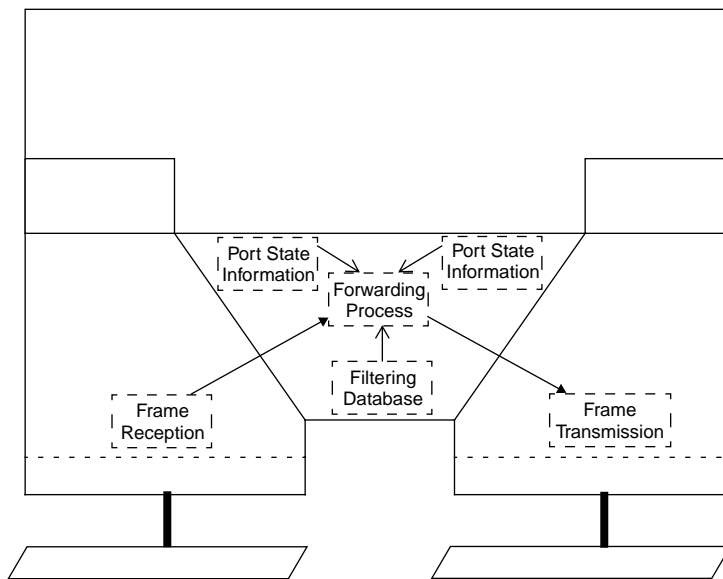 Port State
Information
Port State
Information
Forwarding
Process
Filtering
Database
Frame
Reception
Frame
Transmission